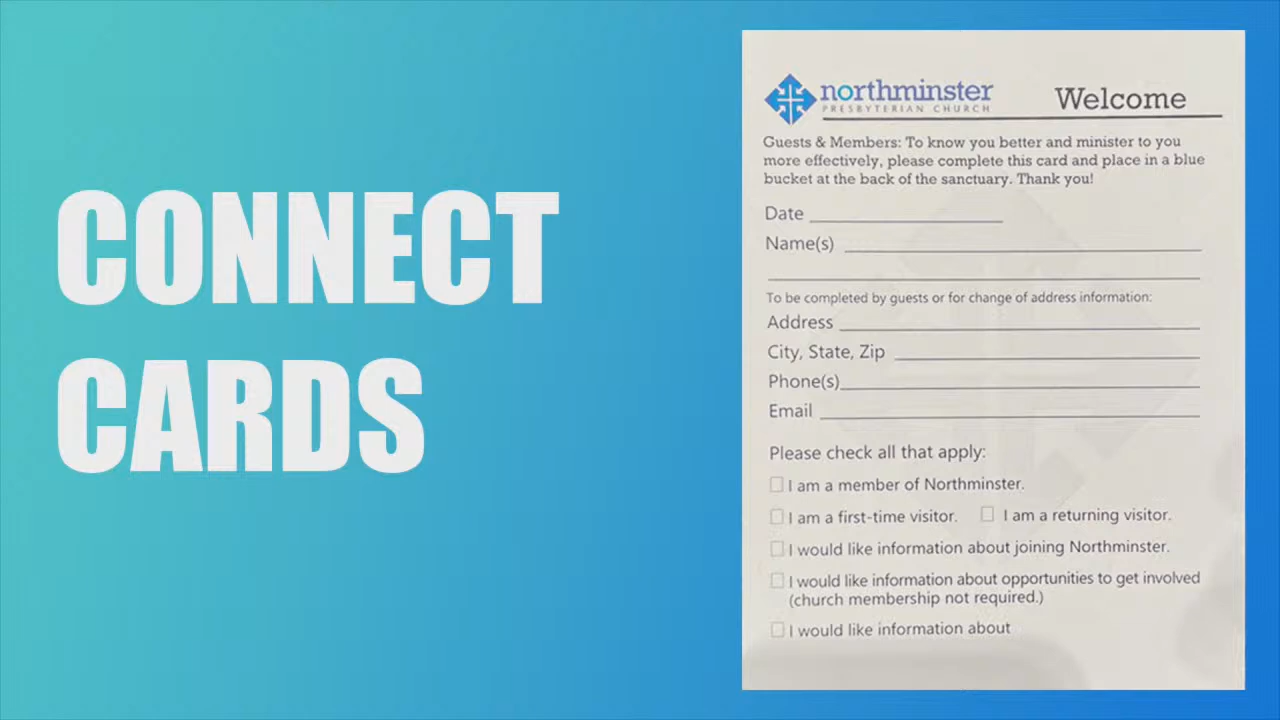 CONNECT
CARDS
northminster
PRESBYTERIAN CHURCH
Welcome
Guests & Members: To know you better and minister to you
more effectively, please complete this card and place in a blue
bucket at the back of the sanctuary. Thank you!
Date
Name(s)
To be completed by guests or for change of address information:
Address
City, State, Zip
Phone(s)
Email
Please check all that apply:
I am a member of Northminster.
I am a first-time visitor. I am a returning visitor.
I would like information about joining Northminster.
I would like information about opportunities to get involved
(church membership not required.)
I would like information about